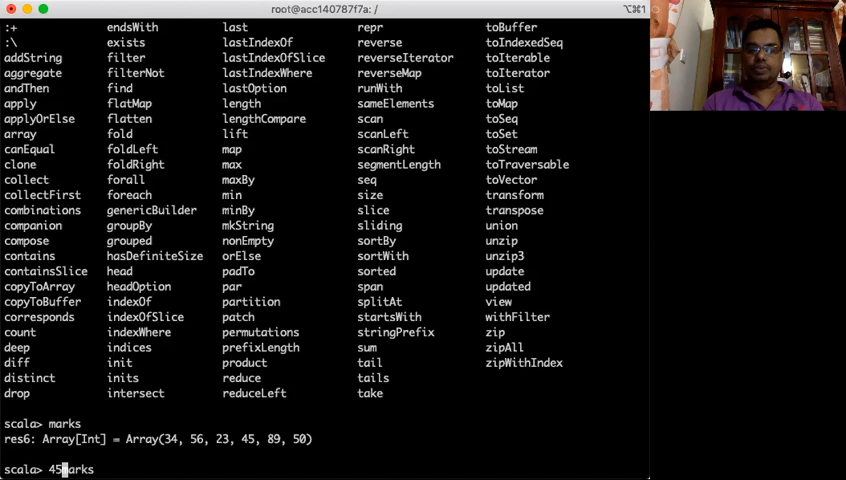 root@acc140787f7a: /
⌥⌘1
:+ endsWith last repr toBuffer
:\ exists lastIndexOf reverse toIndexedSeq
addString filter lastIndexOfSlice reverseIterator toIterable
aggregate filterNot lastIndexWhere reverseMap toIterator
andThen find lastOption runWith toList
apply flatMap length sameElements toMap
applyOrElse flatten lengthCompare scan toSeq
array fold lift scanLeft toSet
canEqual foldLeft map scanRight toStream
clone foldRight max segmentLength toTraversable
collect forall maxBy seq toVector
collectFirst foreach min size transform
combinations genericBuilder minBy slice transpose
companion groupBy mkString sliding union
compose grouped nonEmpty sortBy unzip
contains hasDefiniteSize orElse sortWith unzip3
containsSlice head padTo sorted update
copyToArray headOption par span updated
copyToBuffer indexOf partition splitAt view
corresponds indexOfSlice patch startsWith withFilter
count indexWhere permutations stringPrefix zip
deep indices prefixLength sum zipAll
diff init product tail zipWithIndex
distinct inits reduce tails
drop intersect reduceLeft take
scala> marks
res6: Array[Int] = Array(34, 56, 23, 45, 89, 50)
scala> 45marks